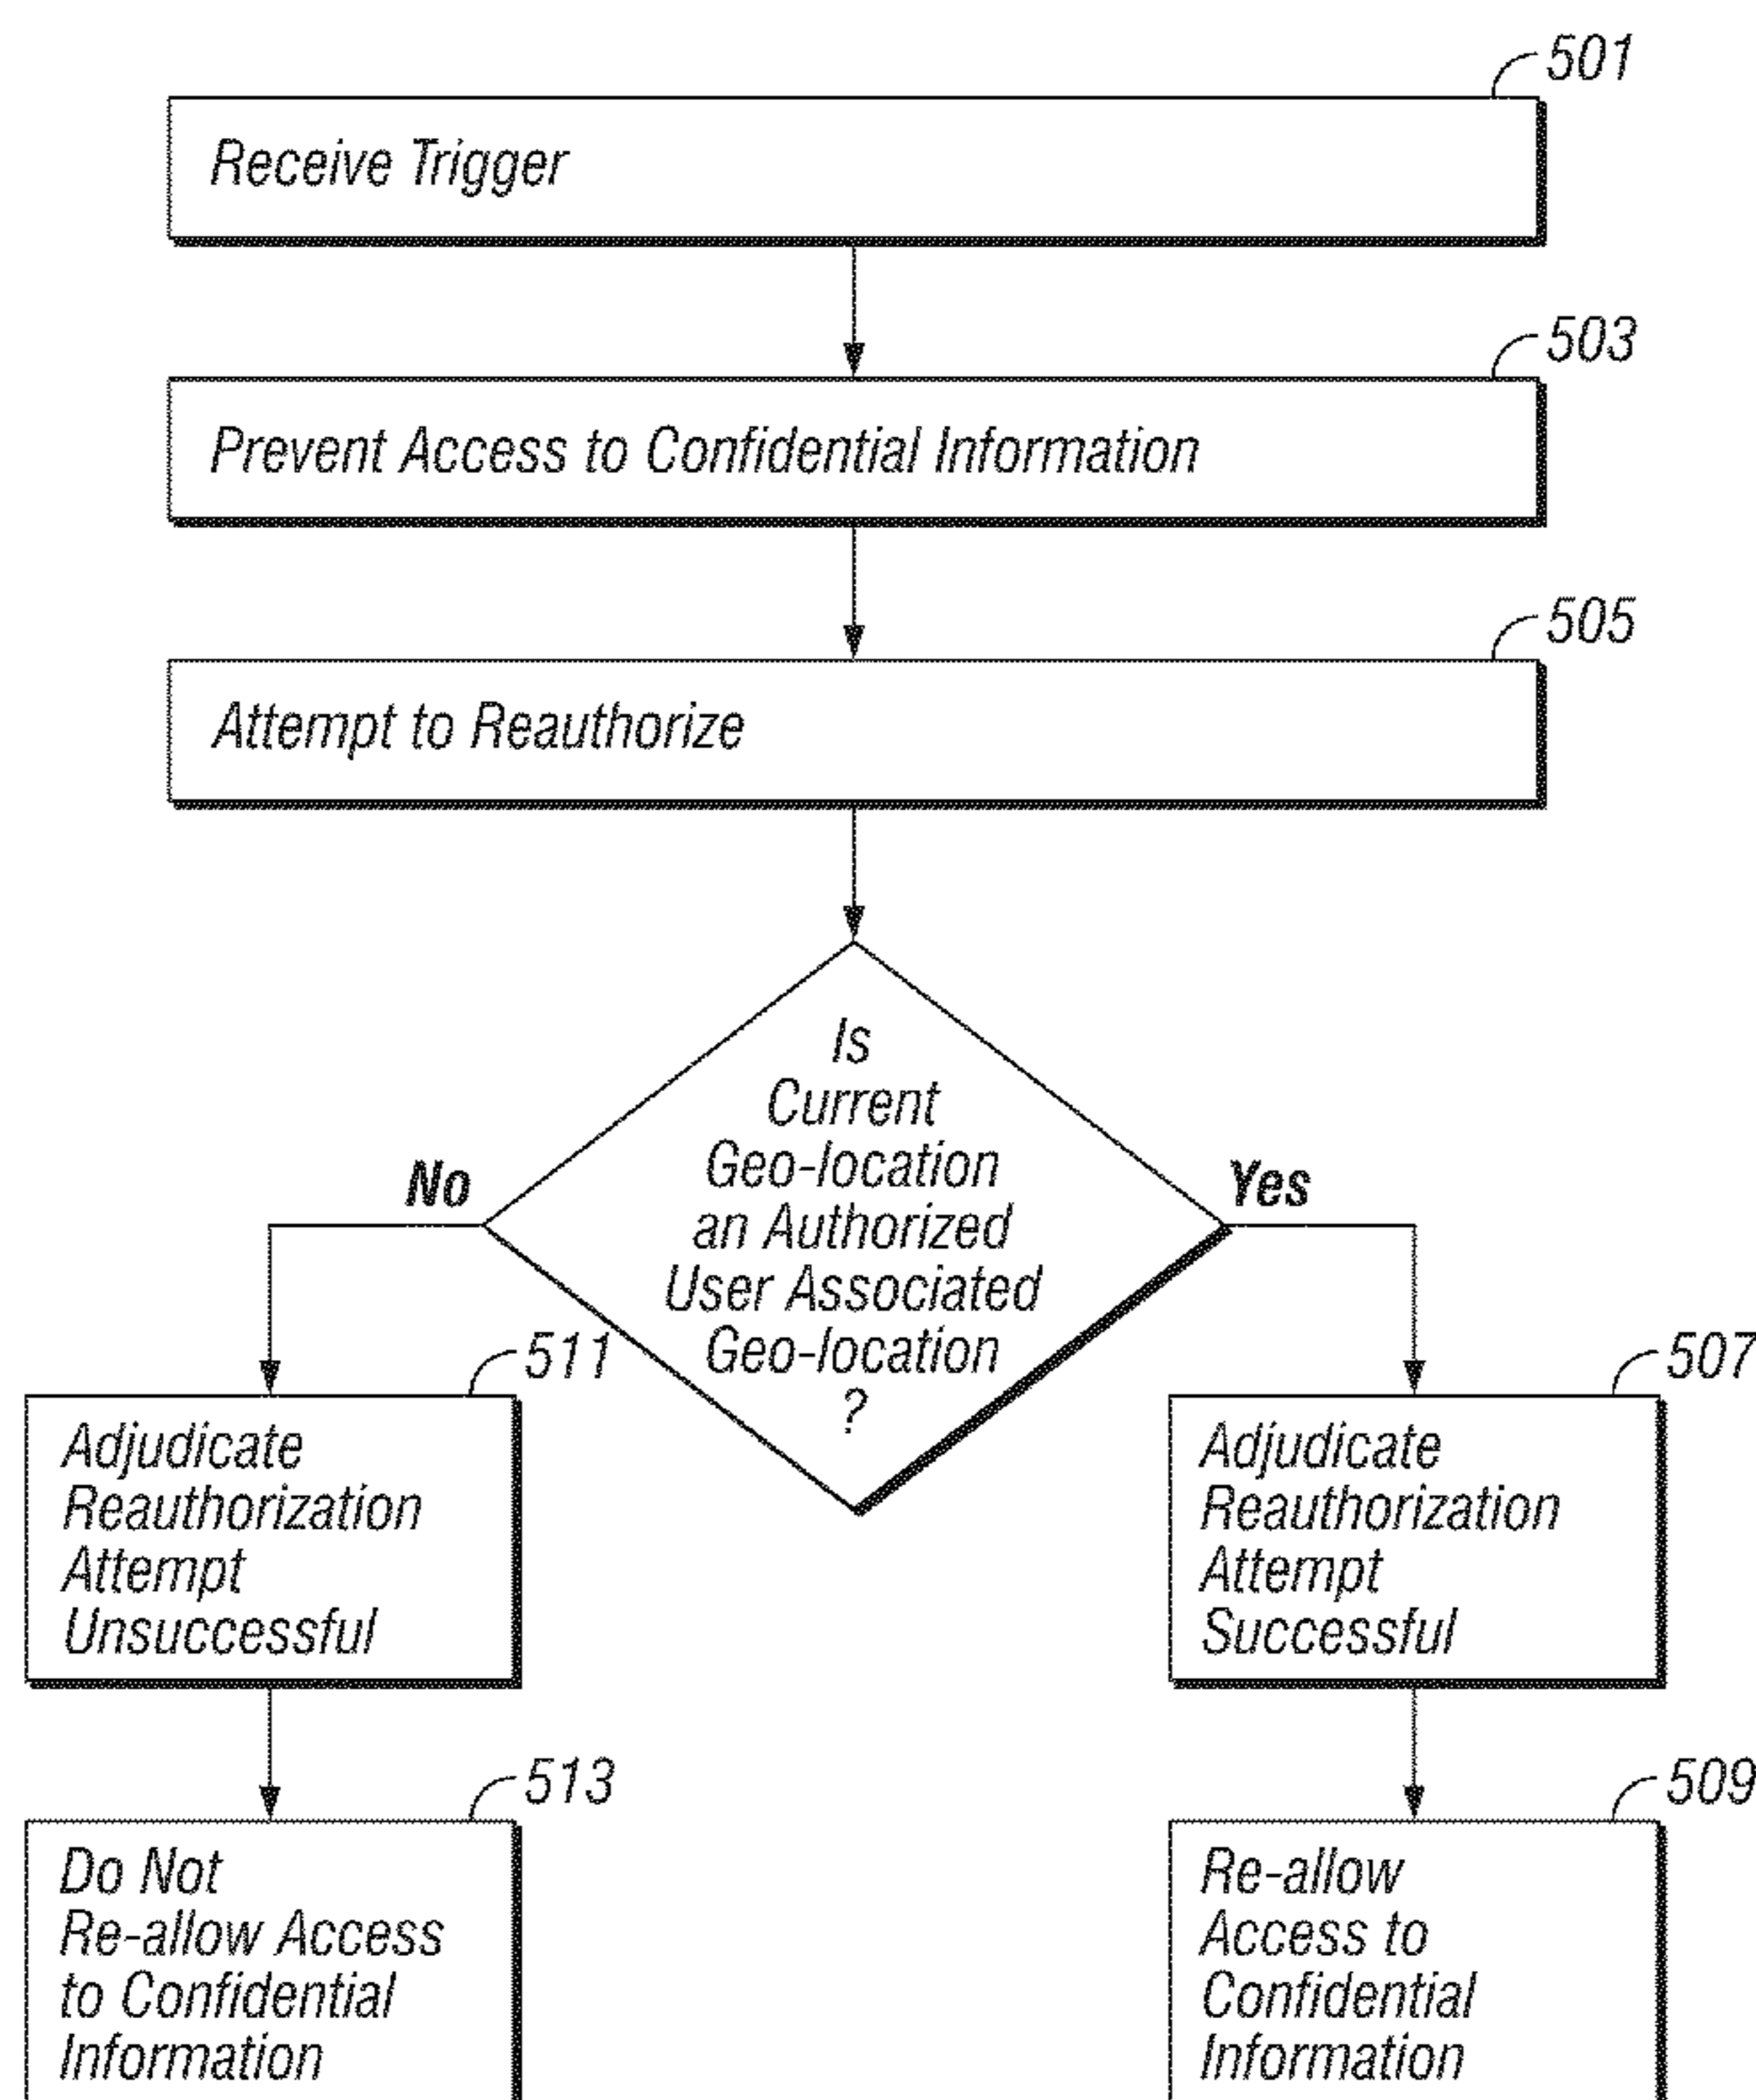 501
Receive Trigger
503
Prevent Access to Confidential Information
505
Attempt to Reauthorize
Is
Current
Geo-location
an Authorized
User Associated
Geo-location
?
No
Yes
511
Adjudicate
Reauthorization
Attempt
Unsuccessful
507
Adjudicate
Reauthorization
Attempt
Successful
513
Do Not
Re-allow Access
to Confidential
Information
509
Re-allow
Access to
Confidential
Information